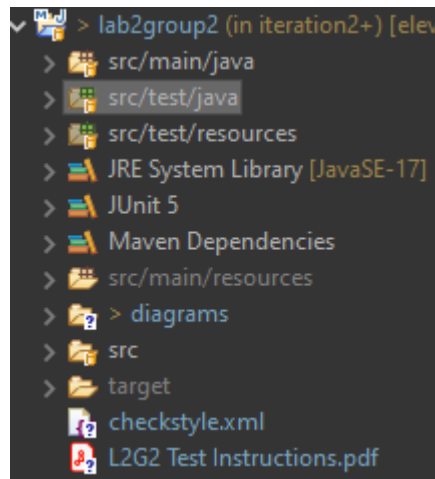 > lab2group2 (in iteration2+) [elev
src/main/java
src/test/java
src/test/resources
JRE System Library [JavaSE-17]
JUnit 5
Maven Dependencies
src/main/resources
> diagrams
src
target
checkstyle.xml
L2G2 Test Instructions.pdf